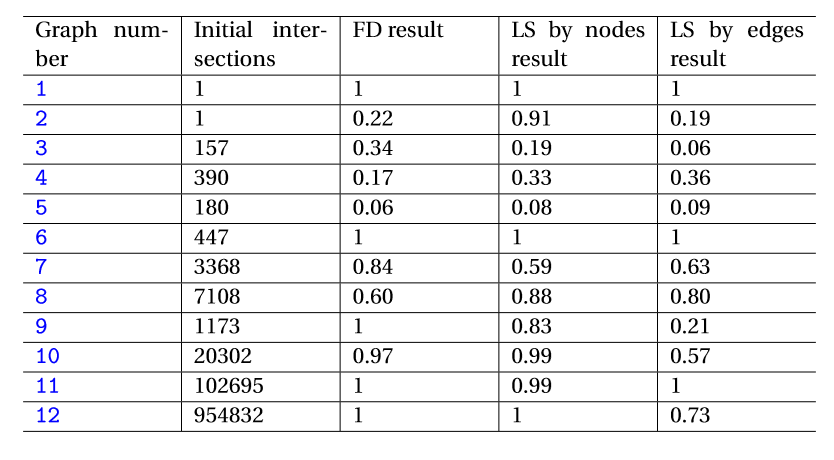 Graph num- Initial inter- FD result LS by nodes LS by edges
ber sections result result
1 1 1 1 1
2 1 0.22 0.91 0.19
3 157 0.34 0.19 0.06
4 390 0.17 0.33 0.36
5 180 0.06 0.08 0.09
6 447 1 1 1
7 3368 0.84 0.59 0.63
8 7108 0.60 0.88 0.80
9 1173 1 0.83 0.21
10 20302 0.97 0.99 0.57
11 102695 1 0.99 1
12 954832 1 1 0.73